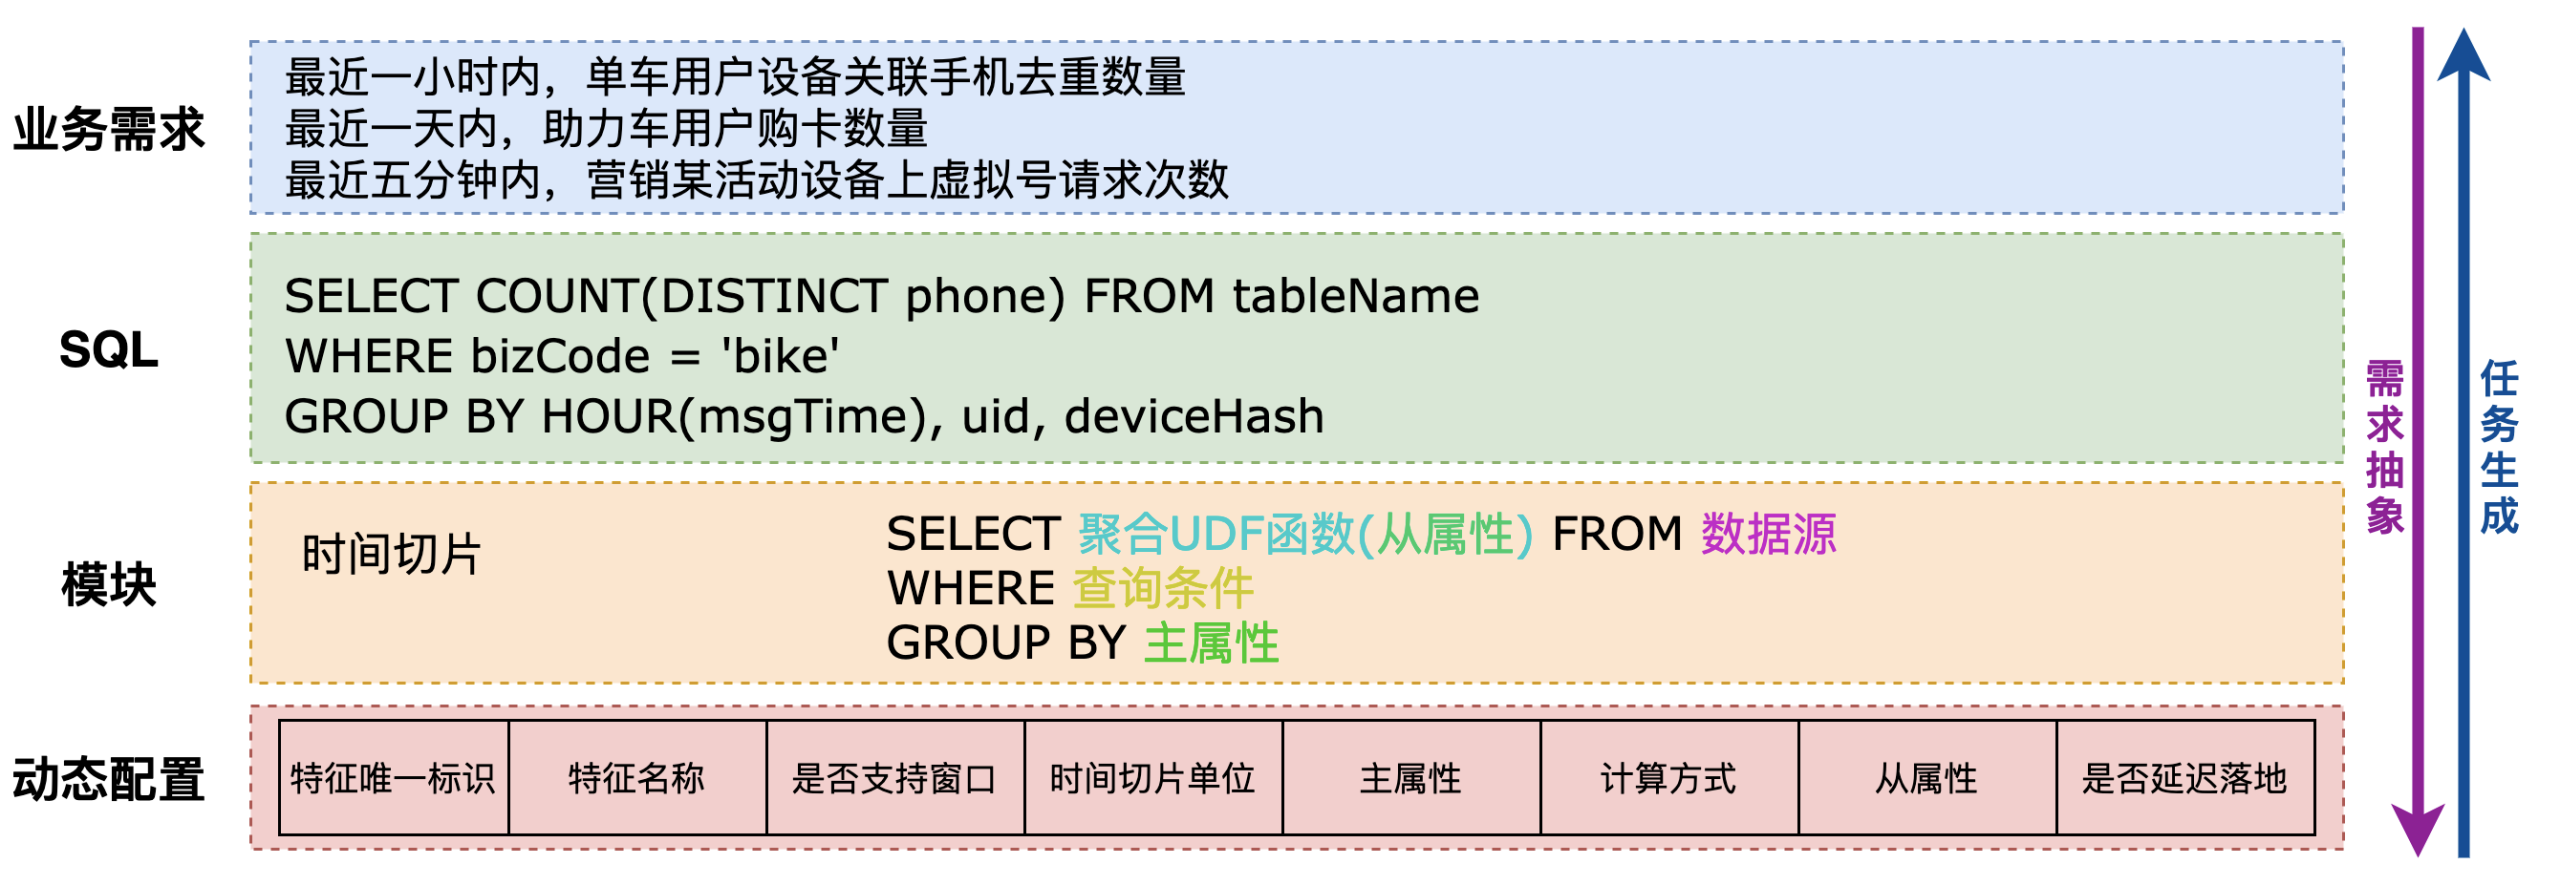 业务需求
最近一小时内，单车用户设备关联手机去重数量
最近一天内，助力车用户购卡数量
最近五分钟内，营销某活动设备上虚拟号请求次数
SQL
SELECT COUNT(DISTINCT phone) FROM tableName
WHERE bizCode = 'bike'
GROUP BY HOUR(msgTime), uid, deviceHash
模块
时间切片
SELECT 聚合UDF函数(从属性) FROM 数据源
WHERE 查询条件
GROUP BY 主属性
动态配置
特征唯一标识
特征名称
是否支持窗口
时间切片单位
主属性
计算方式
从属性
是否延迟落地
需求抽象
任务生成